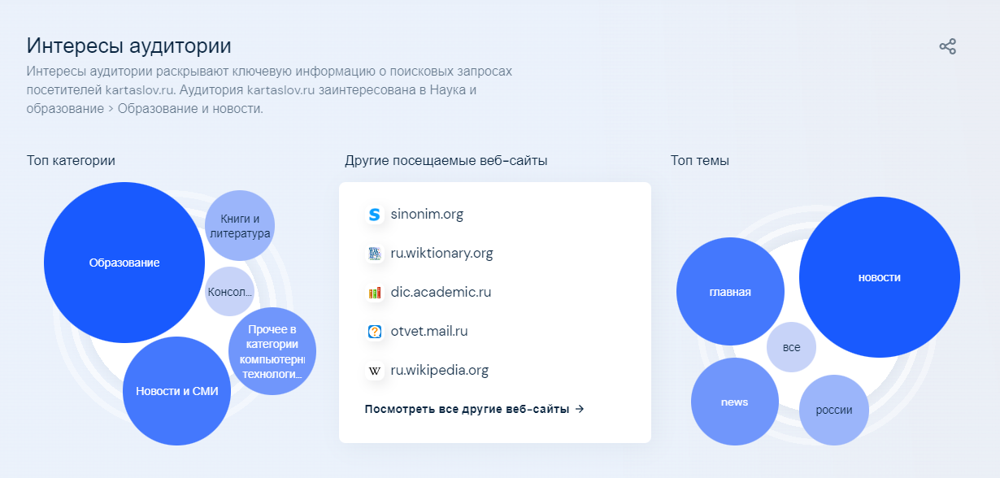 Интересы аудитории
Интересы аудитории раскрывают ключевую информацию о поисковых запросах
посетителей kartaslov.ru. Аудитория kartaslov.ru заинтересована в Наука и
образование > Образование и новости.
Топ категории
Образование
Книги и
литература
Консол...
Прочее в
категории
компьютерн
технологи...
Новости и СМИ
Другие посещаемые веб-сайты
sinonim.org
ru.wiktionary.org
dic.academic.ru
otvet.mail.ru
ru.wikipedia.org
Посмотреть все другие веб-сайты →
Топ темы
новости
главная
все
news
россии